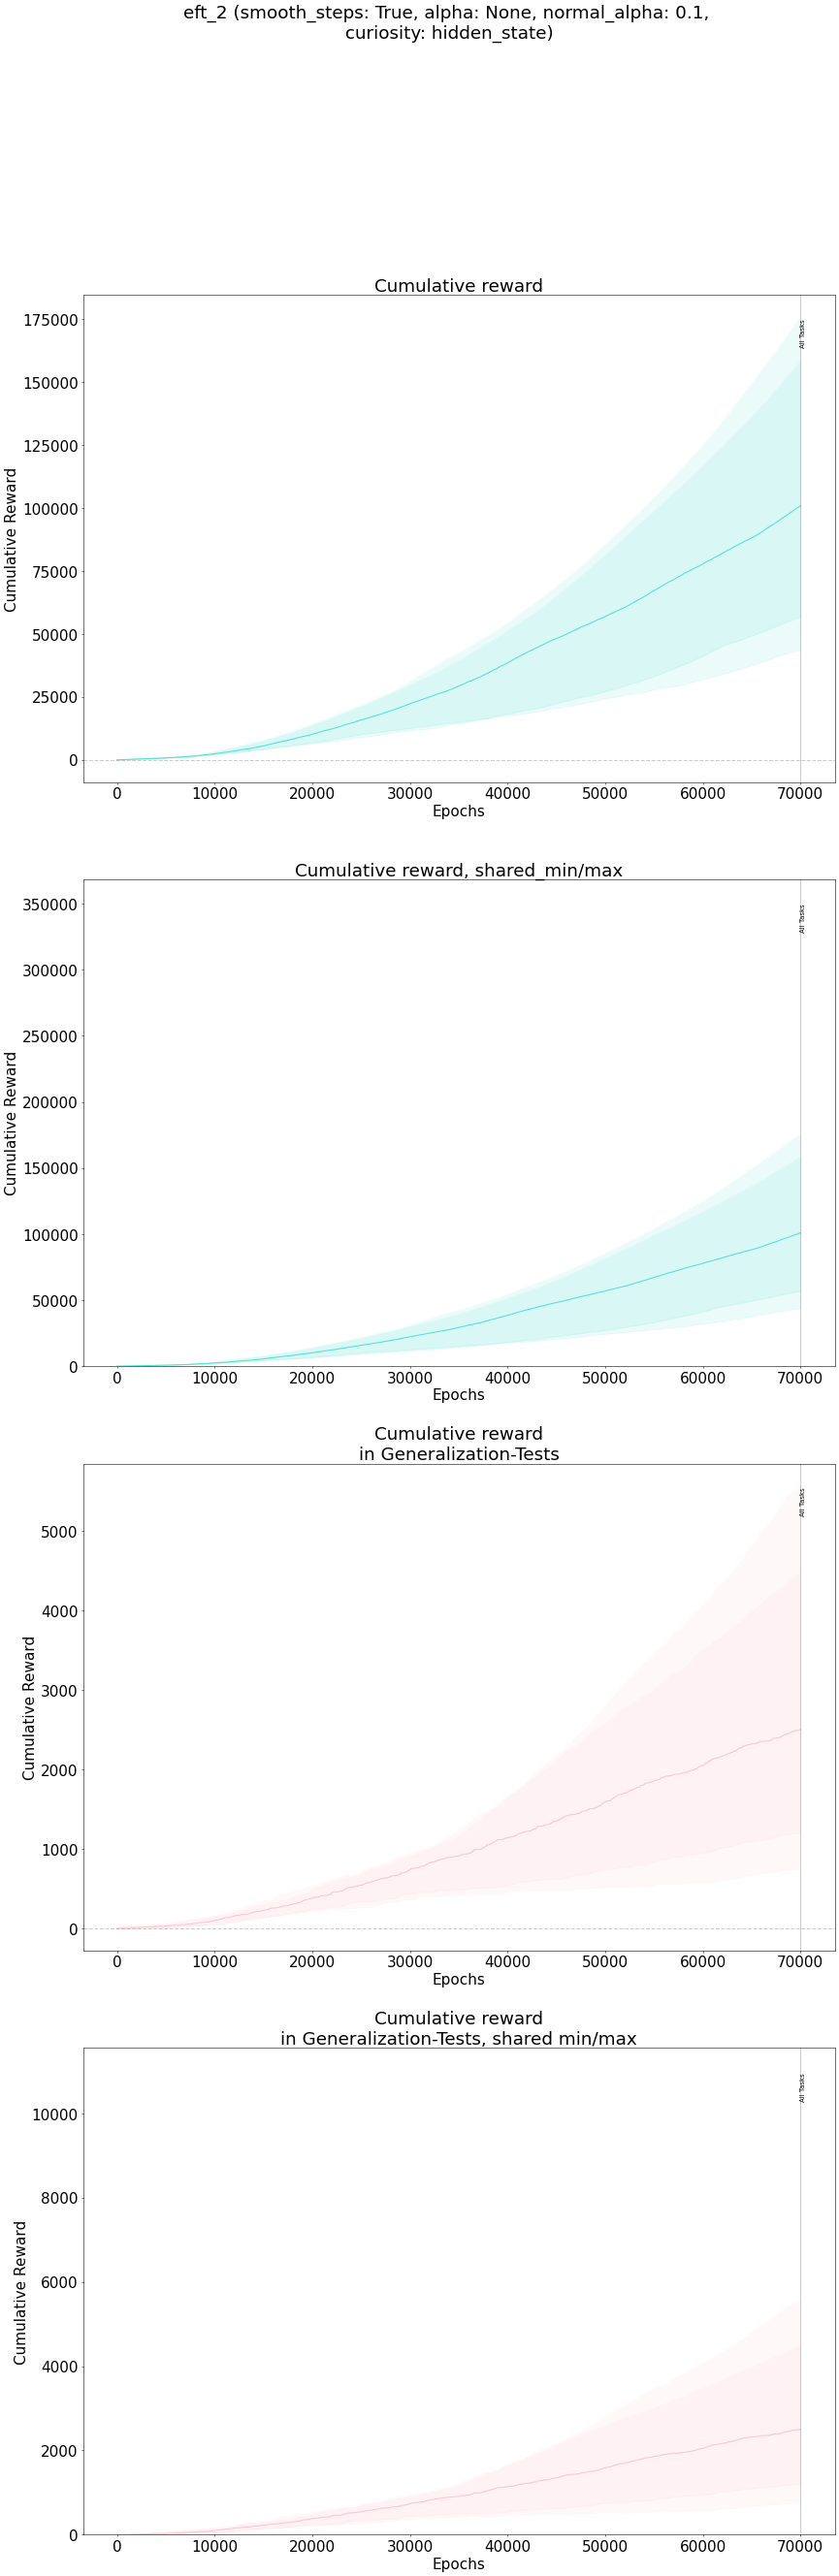 eft_2 (smooth_steps: True, alpha: None, normal_alpha: 0.1,
curiosity: hidden_state)
Cumulative reward
175000
150000
125000
100000
75000
50000
25000
0
Cumulative Reward
All Tasks
0 10000 20000 30000 40000 50000 60000 70000
Epochs
Cumulative reward, shared_min/max
350000
300000
250000
200000
150000
100000
50000
0
Cumulative Reward
All Tasks
0 10000 20000 30000 40000 50000 60000 70000
Epochs
Cumulative reward
in Generalization-Tests
5000
4000
3000
2000
1000
0
Cumulative Reward
All Tasks
0 10000 20000 30000 40000 50000 60000 70000
Epochs
Cumulative reward
in Generalization-Tests, shared min/max
10000
8000
6000
4000
2000
0
Cumulative Reward
All Tasks
0 10000 20000 30000 40000 50000 60000 70000
Epochs